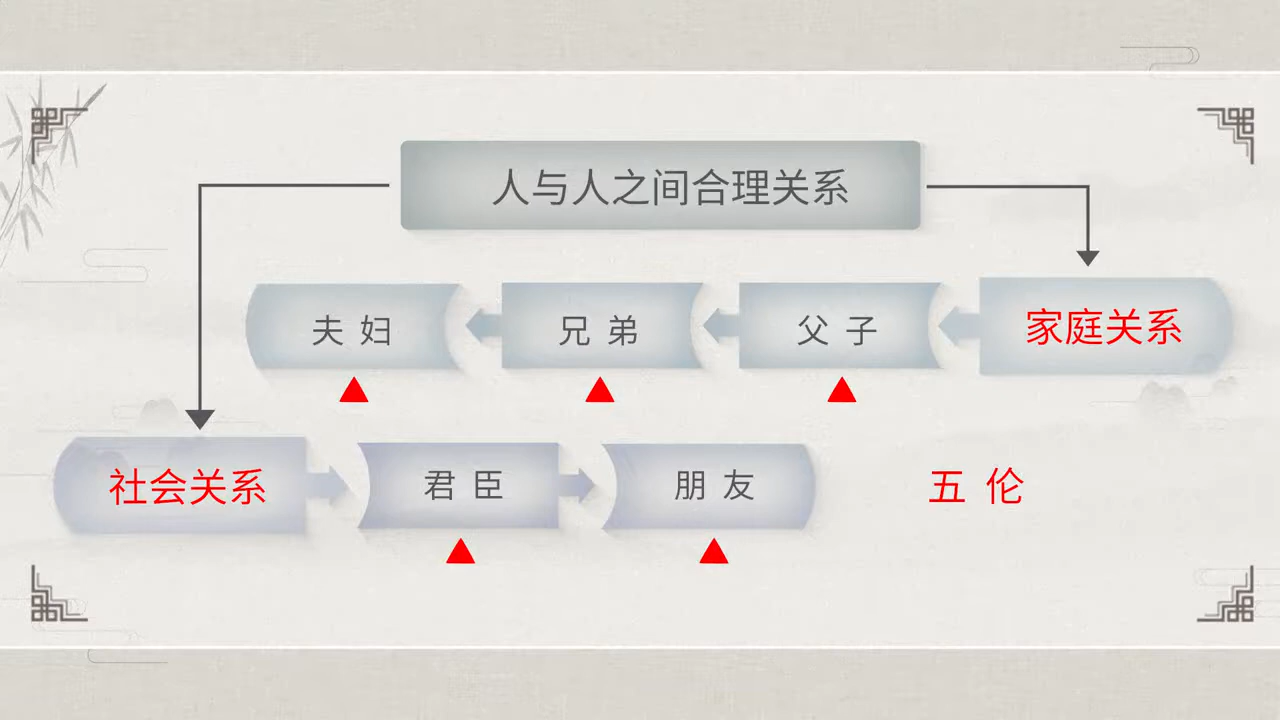 人与人之间合理关系
夫妇 兄弟 父子 家庭关系
社会关系 君臣 朋友 五伦